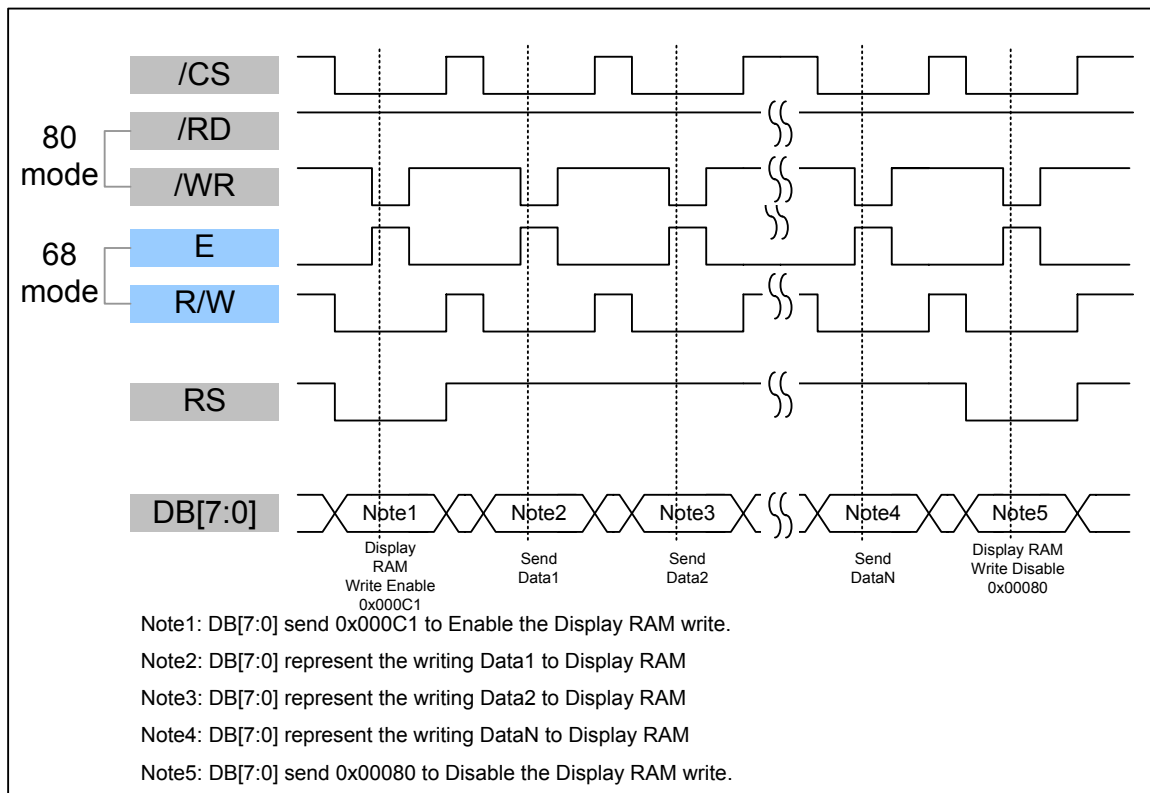 /CS
80
mode
/RD
/WR
68
mode
E
R/W
RS
DB[7:0]
Note1
Note2
Note3
Note4
Note5
Display
RAM
Write Enable
0x000C1
Send
Data1
Send
Data2
Send
DataN
Display RAM
Write Disable
0x00080
Note1: DB[7:0] send 0x000C1 to Enable the Display RAM write.
Note2: DB[7:0] represent the writing Data1 to Display RAM
Note3: DB[7:0] represent the writing Data2 to Display RAM
Note4: DB[7:0] represent the writing DataN to Display RAM
Note5: DB[7:0] send 0x00080 to Disable the Display RAM write.